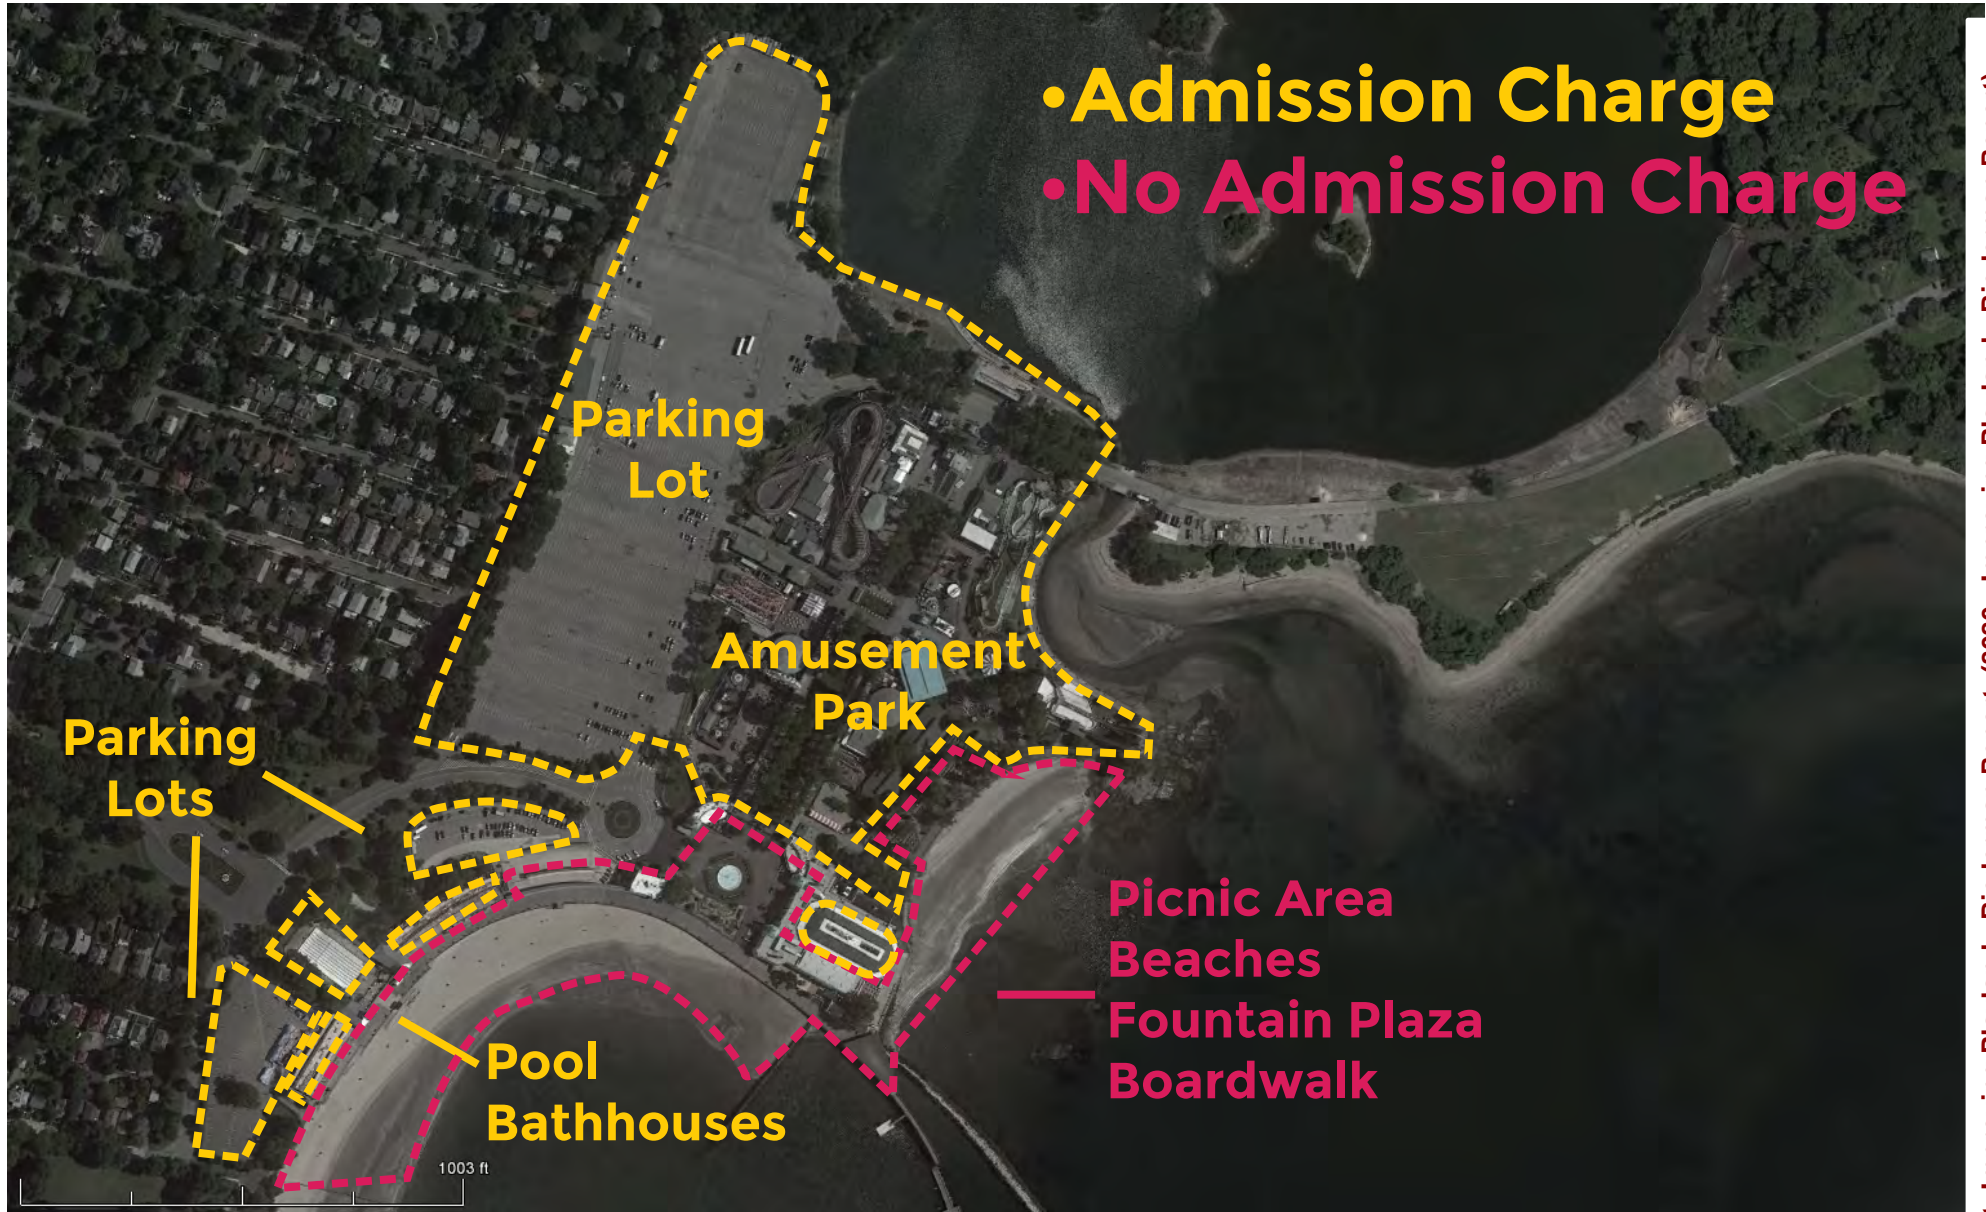 •Admission Charge
•No Admission Charge
Parking
Lot
Amusement
Park
Parking
Lots
Pool
Bathhouses
Picnic Area
Beaches
Fountain Plaza
Boardwalk
1003 ft